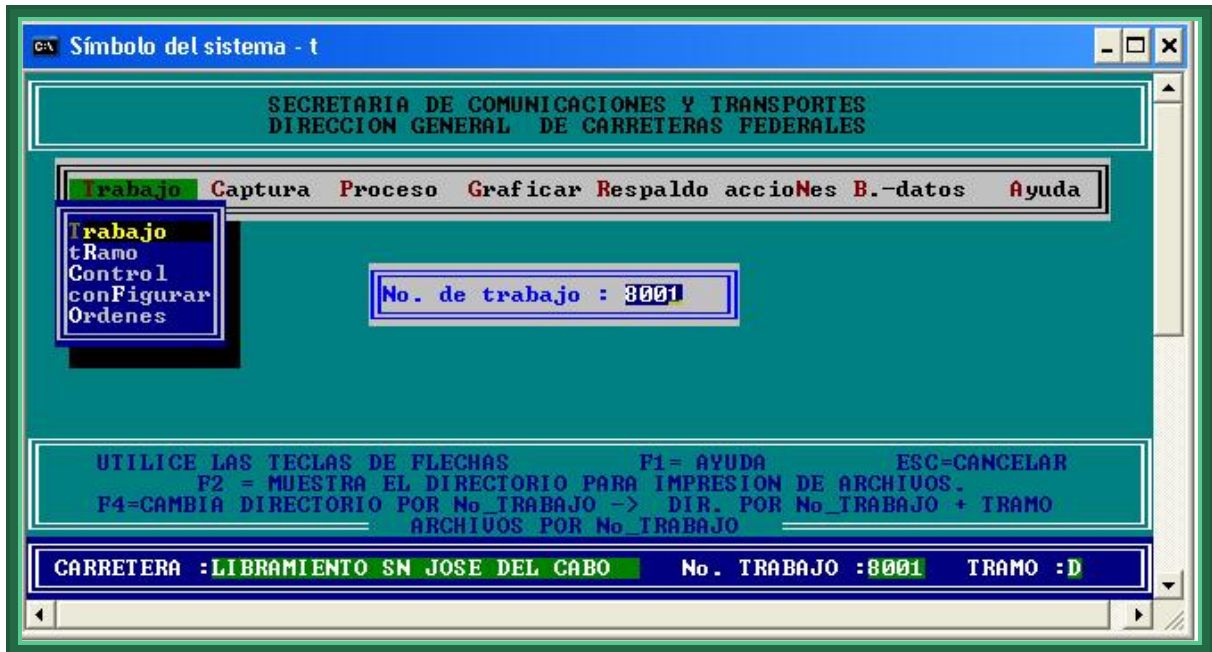 Símbolo del sistema - t
SECRETARIA DE COMUNICACIONES Y TRANSPORTES
DIRECCION GENERAL DE CARRETERAS FEDERALES
Trabajo Captura Proceso Graficar Respaldo accioNes B.-datos Ayuda
Trabajo
tRamo
Control
conFigurar
Ordenes
No. de trabajo : 8001
UTILICE LAS TECLAS DE FLECHAS F1= AYUDA ESC=CANCELAR
F2 = MUESTRA EL DIRECTORIO PARA IMPRESION DE ARCHIVOS.
F4=CAMBIA DIRECTORIO POR No_TRABAJO -> DIR. POR No_TRABAJO + TRAMO
ARCHIVOS POR No_TRABAJO
CARRETERA :LIBRAMIENTO SN JOSE DEL CABO No. TRABAJO :8001 TRAMO :D